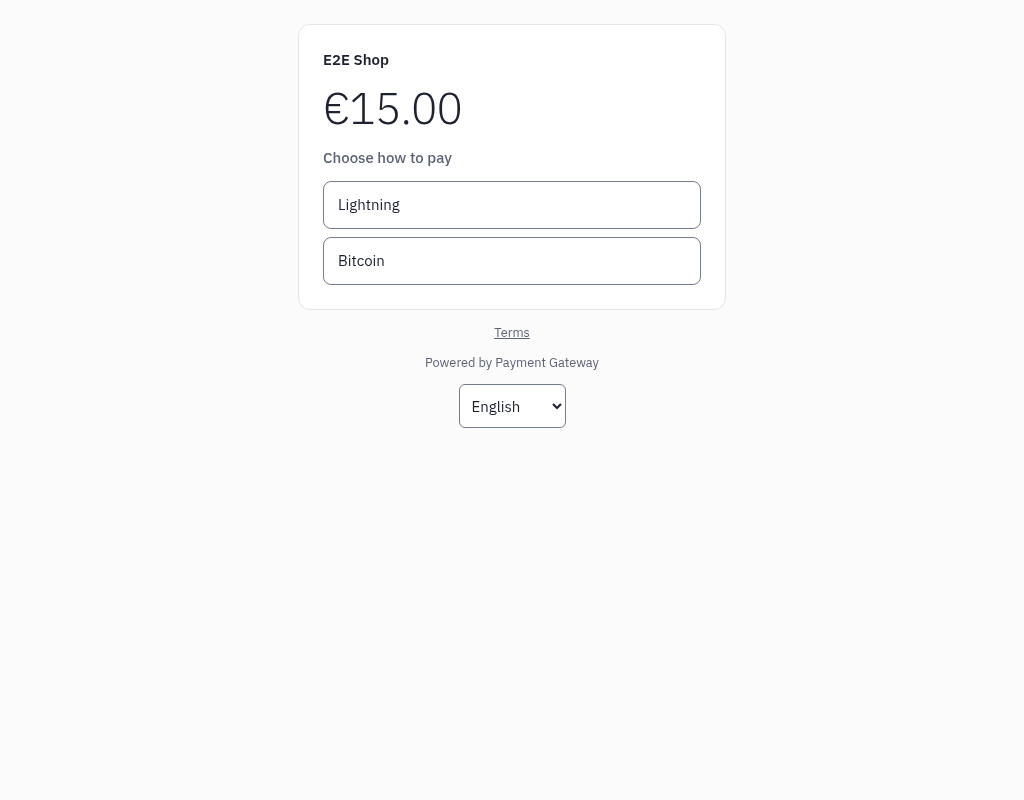 E2E Shop
€15.00
Choose how to pay
Lightning
Bitcoin
Terms
Powered by Payment Gateway
English